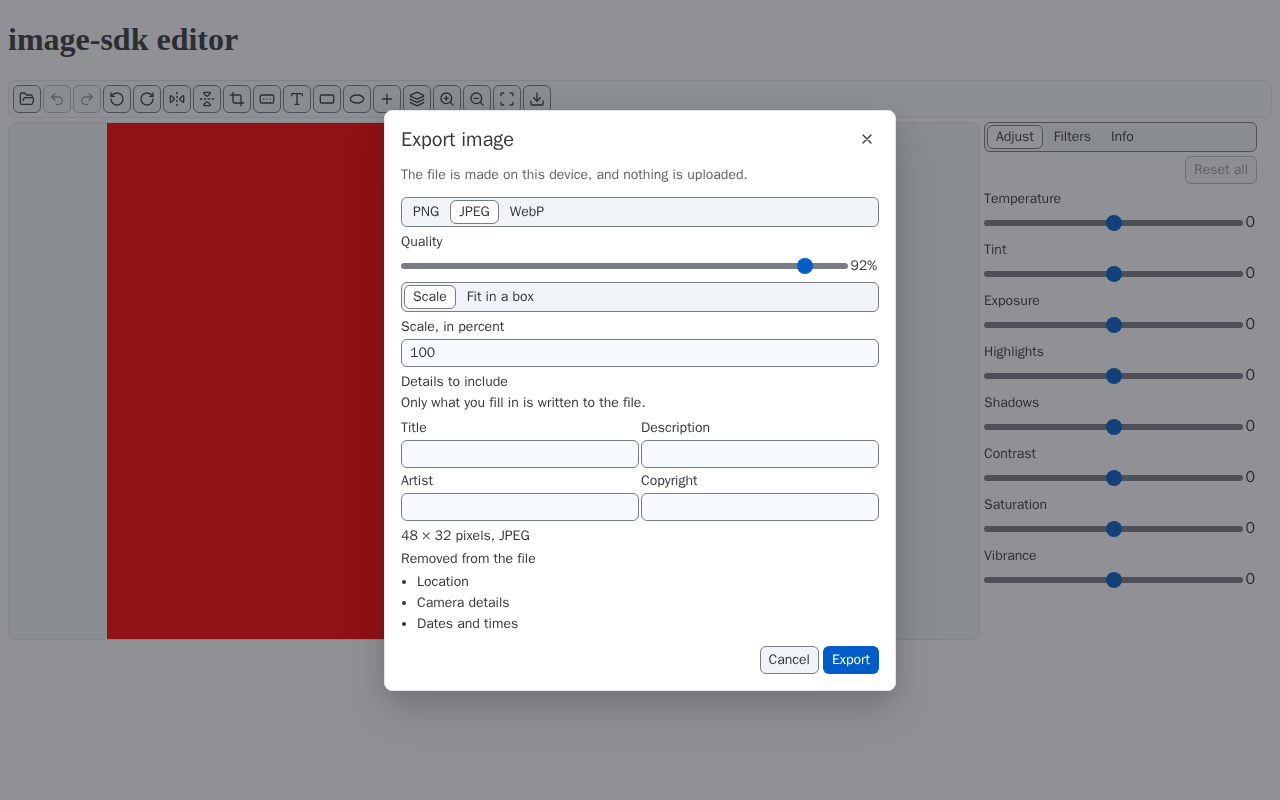 image-sdk editor
Export image
The file is made on this device, and nothing is uploaded.
PNG JPEG WebP
Quality
92%
Scale Fit in a box
Scale, in percent
100
Details to include
Only what you fill in is written to the file.
Title Description
Artist Copyright
48 × 32 pixels, JPEG
Removed from the file
• Location
• Camera details
• Dates and times
Cancel Export
Adjust Filters Info
Reset all
Temperature
0
Tint
0
Exposure
0
Highlights
0
Shadows
0
Contrast
0
Saturation
0
Vibrance
0